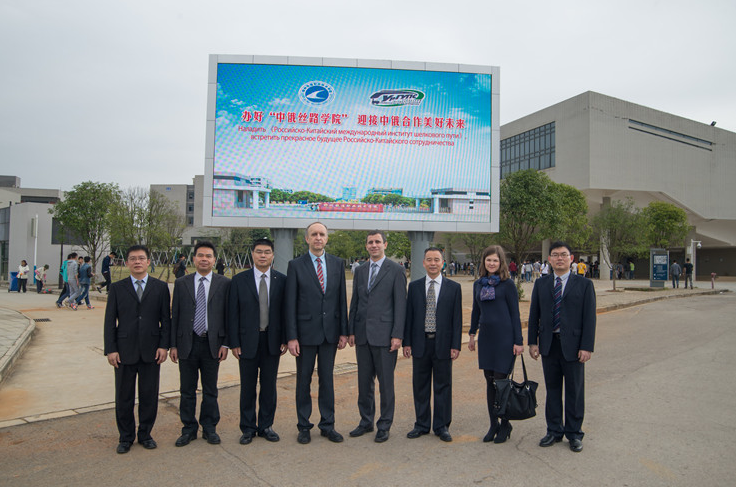 УрГУПС
办好“中俄丝路学院” 迎接中俄合作美好未来
Наладить 《Российско-Китайский международный институт шелкового пути》
встретить прекрасное будущее Российско-Китайского сотрудничества